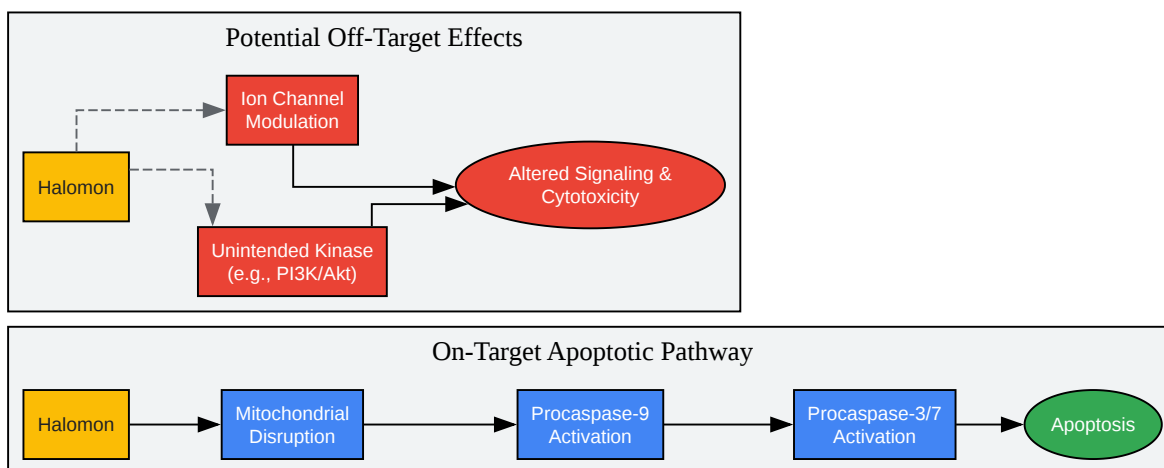 Potential Off-Target Effects
Ion Channel
Modulation
Halomon
Altered Signaling &
Cytotoxicity
Unintended Kinase
(e.g., PI3K/Akt)
On-Target Apoptotic Pathway
Halomon
Mitochondrial
Disruption
Procaspase-9
Activation
Procaspase-3/7
Activation
Apoptosis